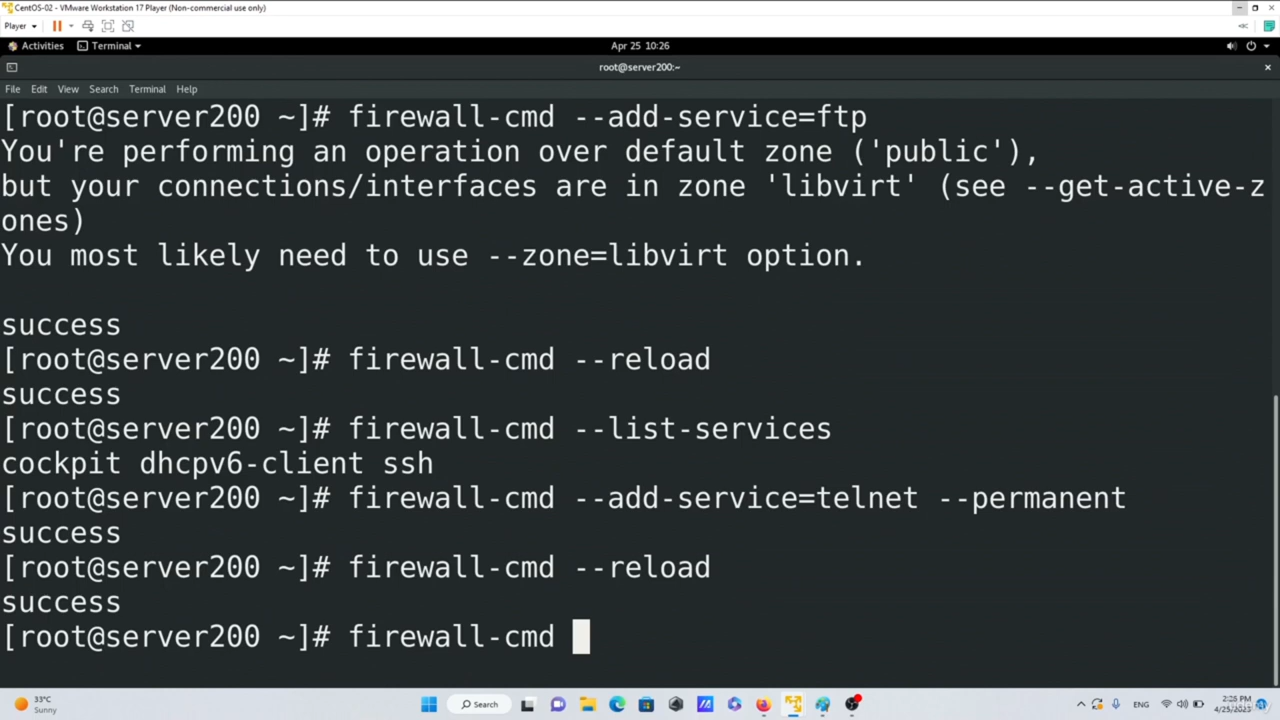 CentOS-02 - VMware Workstation 17 Player (Non-commercial use only)
Player
Activities Terminal Apr 25 10:26
root@server200:~
File Edit View Search Terminal Help
[root@server200 ~]# firewall-cmd --add-service=ftp
You're performing an operation over default zone ('public'),
but your connections/interfaces are in zone 'libvirt' (see --get-active-z
ones)
You most likely need to use --zone=libvirt option.
success
[root@server200 ~]# firewall-cmd --reload
success
[root@server200 ~]# firewall-cmd --list-services
cockpit dhcpv6-client ssh
[root@server200 ~]# firewall-cmd --add-service=telnet --permanent
success
[root@server200 ~]# firewall-cmd --reload
success
[root@server200 ~]# firewall-cmd
33°C
Sunny
Search
ENG
2:25 PM
4/25/2023